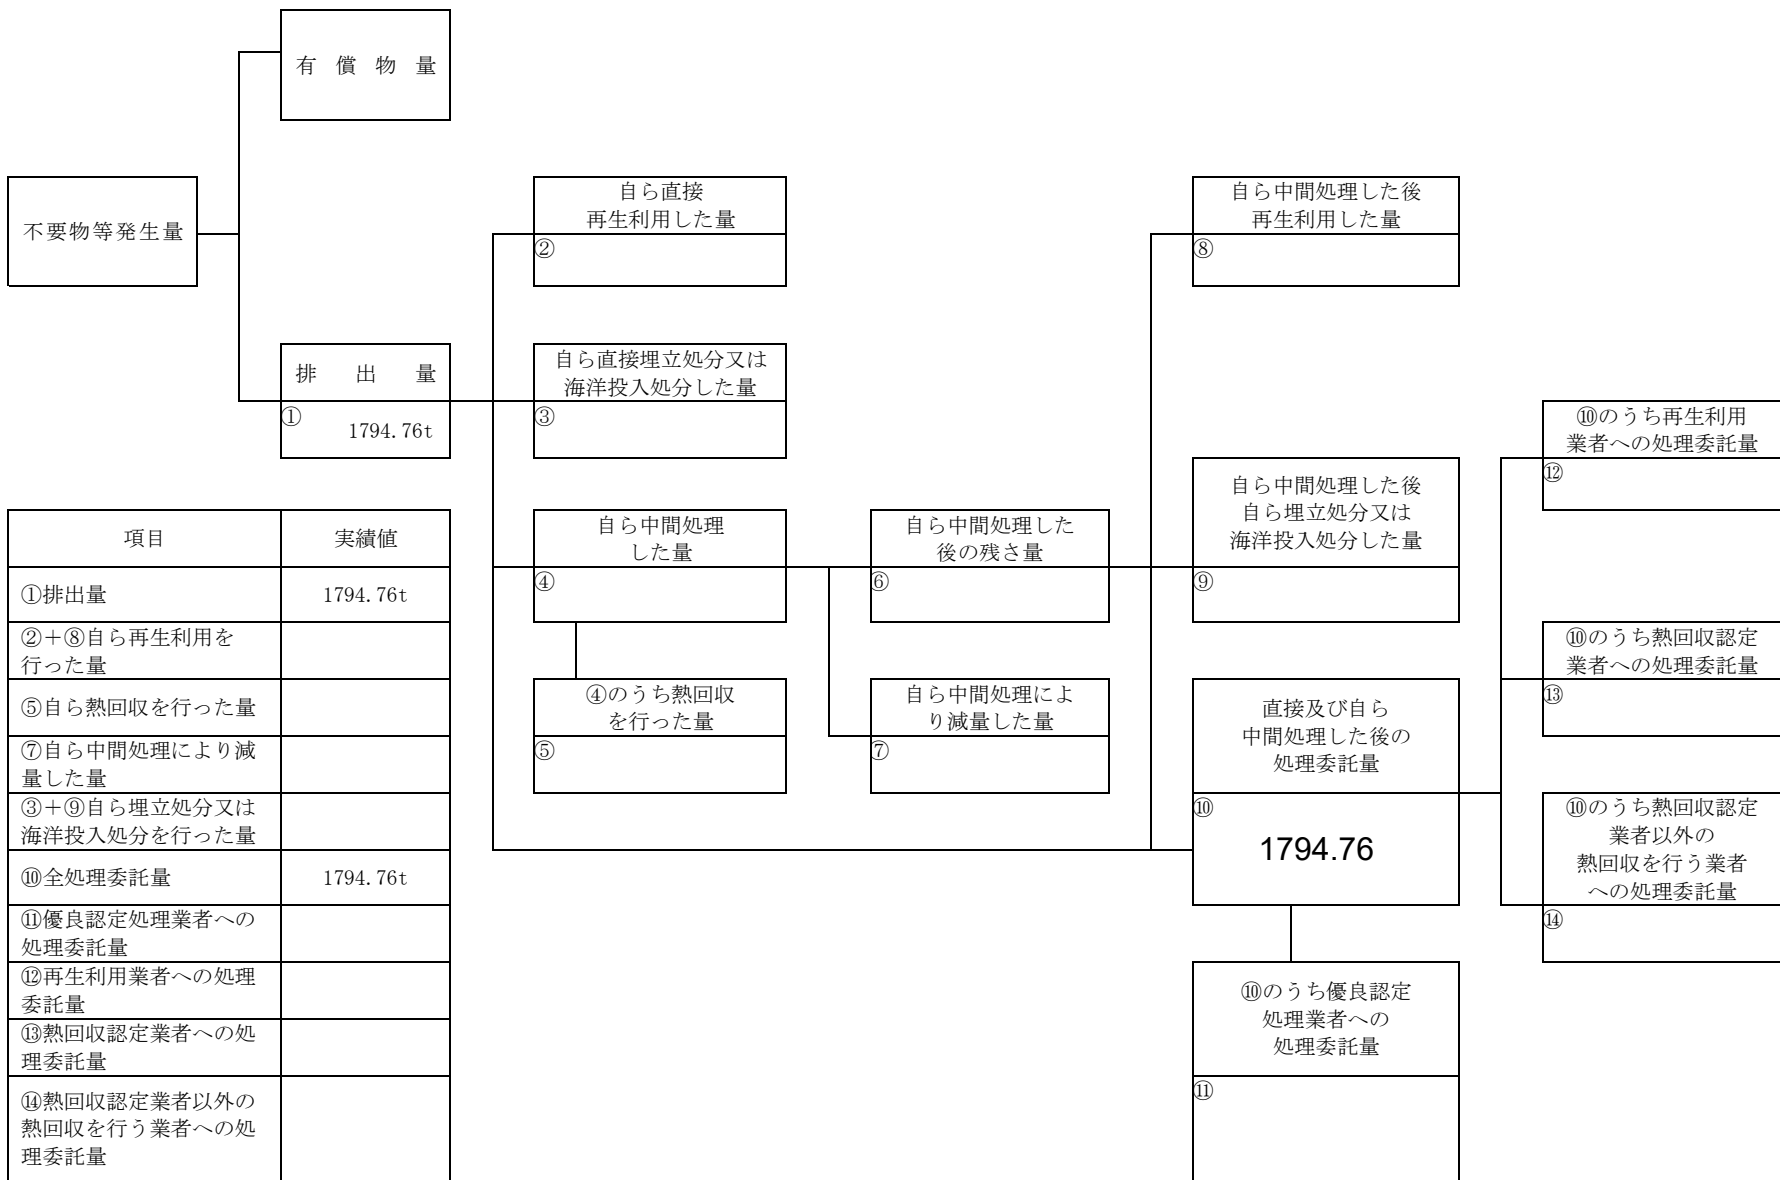 有償物量
不要物等発生量
自ら直接
再生利用した量
②
自ら中間処理した後
再生利用した量
⑧
排出量
① 1794.76t
自ら直接埋立処分又は
海洋投入処分した量
③
⑩のうち再生利用
業者への処理委託量
⑫
自ら中間処理
した量
④
自ら中間処理した
後の残さ量
⑥
自ら中間処理した後
自ら埋立処分又は
海洋投入処分した量
⑨
⑩のうち熱回収認定
業者への処理委託量
⑬
④のうち熱回収
を行った量
⑤
自ら中間処理によ
り減量した量
⑦
直接及び自ら
中間処理した後の
処理委託量
⑩
1794.76
⑩のうち熱回収認定
業者以外の
熱回収を行う業者
への処理委託量
⑭
⑩のうち優良認定
処理業者への
処理委託量
⑪
項目 実績値
①排出量 1794.76t
②＋⑧自ら再生利用を
行った量
⑤自ら熱回収を行った量
⑦自ら中間処理により減
量した量
③＋⑨自ら埋立処分又は
海洋投入処分を行った量
⑩全処理委託量 1794.76t
⑪優良認定処理業者への
処理委託量
⑫再生利用業者への処理
委託量
⑬熱回収認定業者への処
理委託量
⑭熱回収認定業者以外の
熱回収を行う業者への処
理委託量